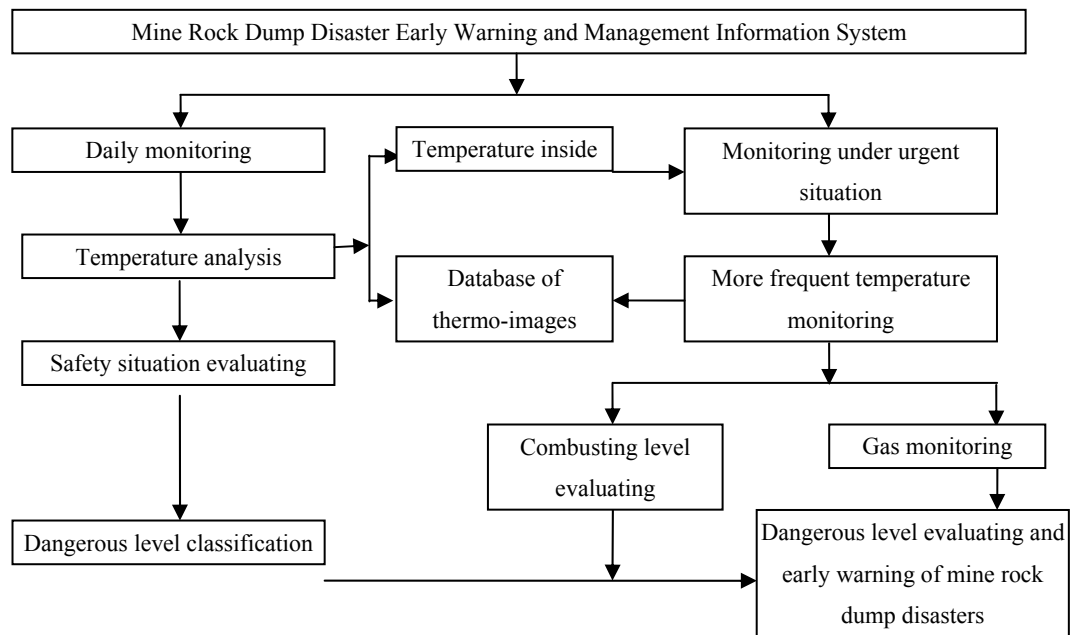 Mine Rock Dump Disaster Early Warning and Management Information System
Daily monitoring
Temperature inside
Monitoring under urgent
situation
Temperature analysis
Database of
thermo-images
More frequent temperature
monitoring
Safety situation evaluating
Combusting level
evaluating
Gas monitoring
Dangerous level classification
Dangerous level evaluating and
early warning of mine rock
dump disasters